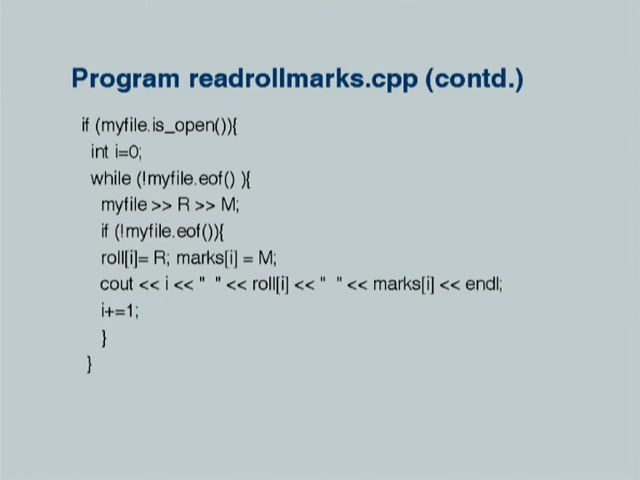 Program readrollmarks.cpp (contd.)
if (myfile.is_open()){
int i=0;
while (!myfile.eof() ){
myfile >> R >> M;
if (!myfile.eof()){
roll[i]= R; marks[i] = M;
cout << i << "  " << roll[i] << "  " << marks[i] << endl;
i+=1;
}
}